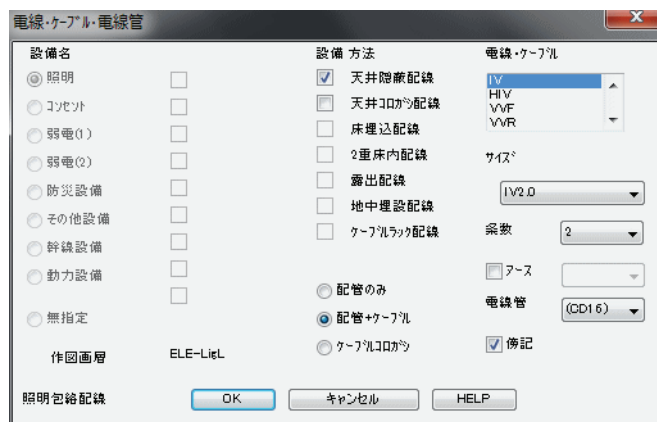 電線・ケーブル・電線管
設備名
照明
コンセント
弱電(1)
弱電(2)
防災設備
その他設備
幹線設備
動力設備
無指定
作図画層 ELE-LigL
照明包絡配線
設備 方法
天井隠蔽配線
天井コロガシ配線
床埋込配線
2重床内配線
露出配線
地中埋設配線
ケーブルラック配線
配管のみ
配管+ケーブル
ケーブルコロガシ
電線・ケーブル
IV
HIV
VVF
VVR
サイズ
IV2.0
条数 2
アース
電線管 (CD16)
傍記
OK キャンセル HELP